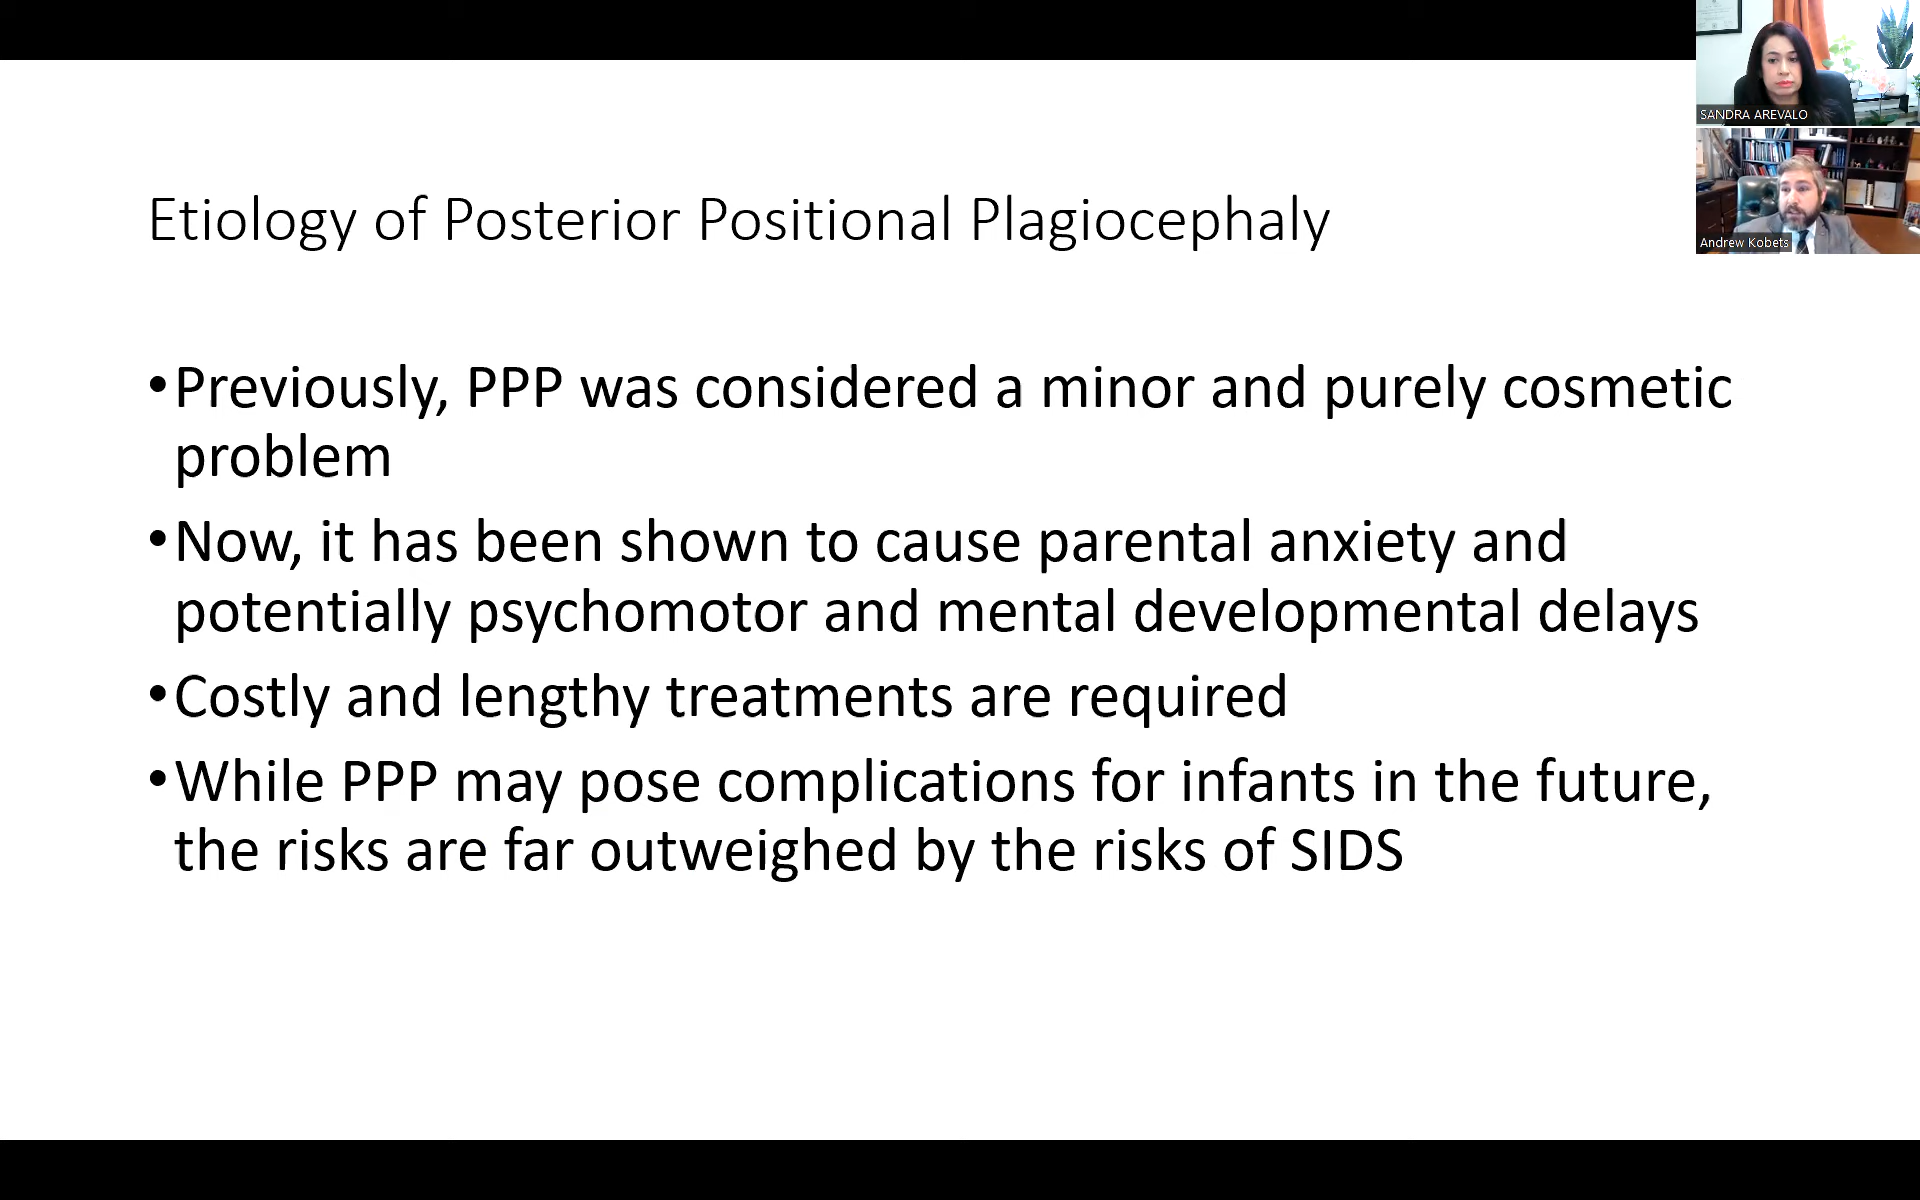 SANDRA AREVALO
Andrew Kobets
Etiology of Posterior Positional Plagiocephaly
•Previously, PPP was considered a minor and purely cosmetic
problem
•Now, it has been shown to cause parental anxiety and
potentially psychomotor and mental developmental delays
•Costly and lengthy treatments are required
•While PPP may pose complications for infants in the future,
the risks are far outweighed by the risks of SIDS